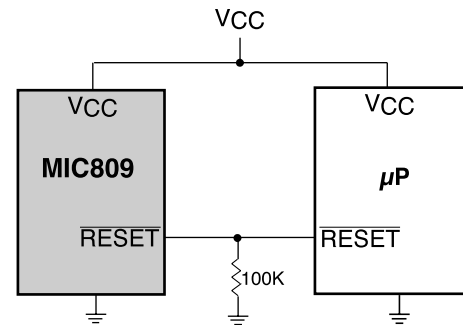 VCC
VCC
VCC
MIC809
µP
RESET
RESET
100K